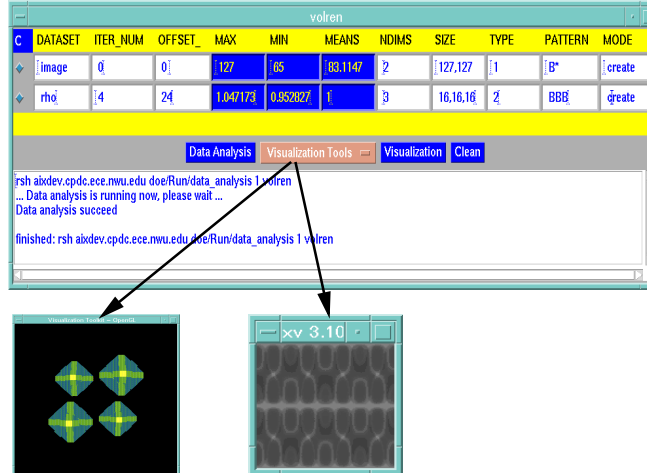 volren
C DATASET ITER_NUM OFFSET_ MAX MIN MEANS NDIMS SIZE TYPE PATTERN MODE
image 0 0 127 65 83.1147 2 127,127 1 B* create
rho 4 24 1.047173 0.952827 1 3 16,16,16 2 BBB create
Data Analysis Visualization Tools Visualization Clean
rsh aixdev.cpdc.ece.nwu.edu doe/Run/data_analysis 1 volren
... Data analysis is running now, please wait ...
Data analysis succeed
finished: rsh aixdev.cpdc.ece.nwu.edu doe/Run/data_analysis 1 volren
Visualization Toolkit - OpenGL
xv 3.10